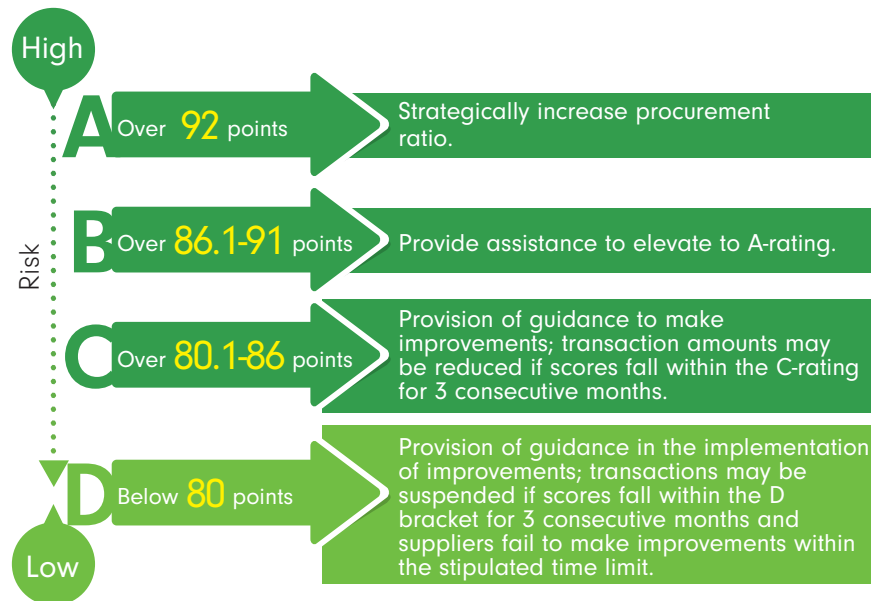 High
Risk
A
Over 92 points
Strategically increase procurement
ratio.
B
Over 86.1-91 points
Provide assistance to elevate to A-rating.
C
Over 80.1-86 points
Provision of guidance to make
improvements; transaction amounts may
be reduced if scores fall within the C-rating
for 3 consecutive months.
D
Below 80 points
Provision of guidance in the implementation
of improvements; transactions may be
suspended if scores fall within the D
bracket for 3 consecutive months and
suppliers fail to make improvements within
the stipulated time limit.
Low